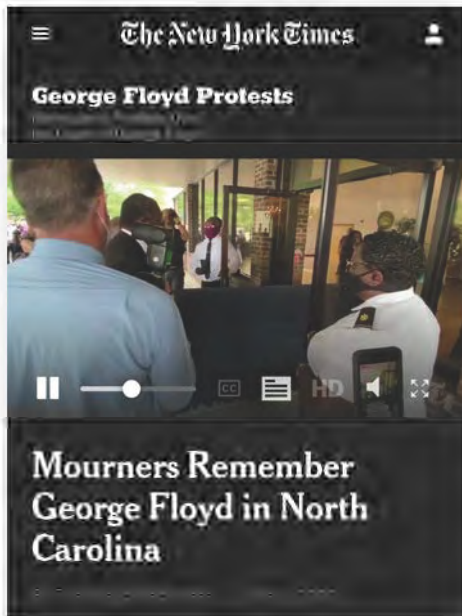 The New York Times
George Floyd Protests
CC
HD
Mourners Remember
George Floyd in North
Carolina